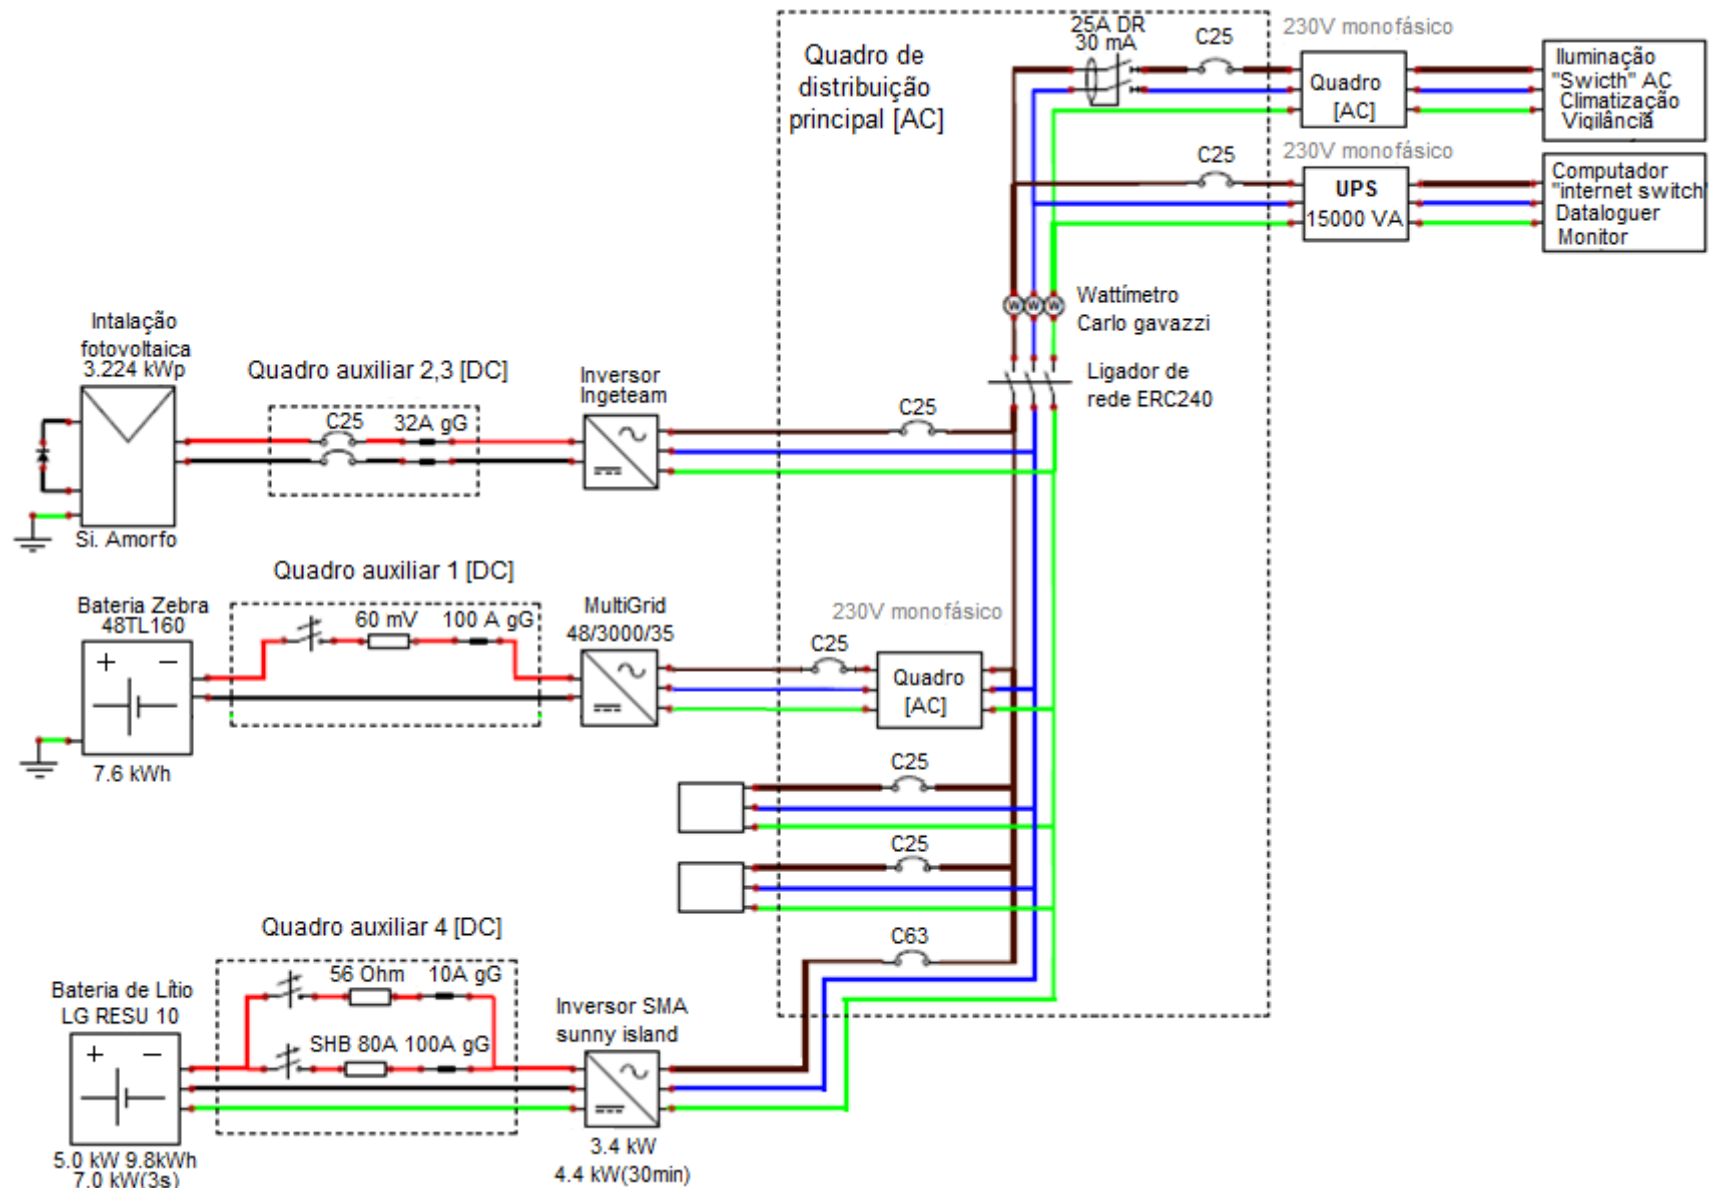 Quadro de
distribuição
principal [AC]
25A DR
30 mA
C25
230V monofásico
Quadro
[AC]
Iluminação
"Swicth" AC
Climatização
Vigilância
C25
230V monofásico
UPS
15000 VA
Computador
"internet switch"
Dataloguer
Monitor
W W W
Wattímetro
Carlo gavazzi
Ligador de
rede ERC240
Intalação
fotovoltaica
3.224 kWp
Si. Amorfo
Quadro auxiliar 2,3 [DC]
C25
32A gG
Inversor
Ingeteam
C25
Quadro auxiliar 1 [DC]
Bateria Zebra
48TL160
+ −
7.6 kWh
60 mV
100 A gG
MultiGrid
48/3000/35
230V monofásico
C25
Quadro
[AC]
C25
C25
C63
Quadro auxiliar 4 [DC]
Bateria de Lítio
LG RESU 10
+ −
5.0 kW 9.8kWh
7.0 kW(3s)
56 Ohm
10A gG
SHB 80A 100A gG
Inversor SMA
sunny island
3.4 kW
4.4 kW(30min)